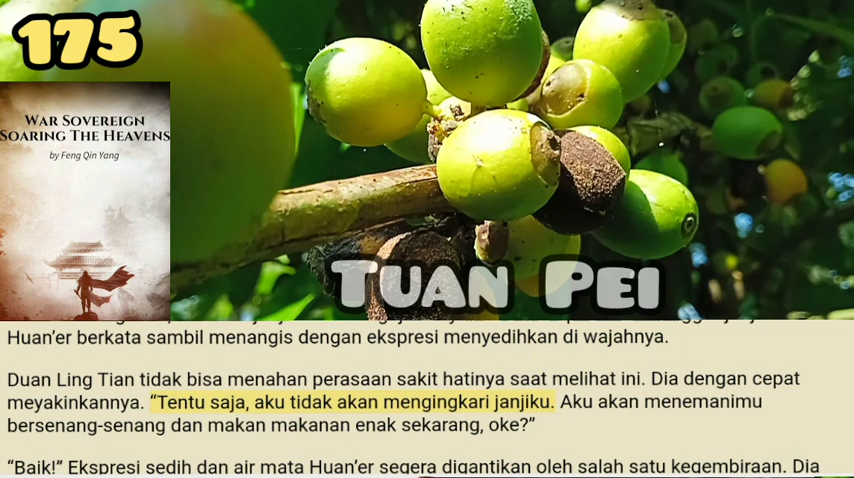 175
WAR SOVEREIGN
SOARING THE HEAVENS
by Feng Qin Yang
TUAN PEI
Huan’er berkata sambil menangis dengan ekspresi menyedihkan di wajahnya.
Duan Ling Tian tidak bisa menahan perasaan sakit hatinya saat melihat ini. Dia dengan cepat
meyakinkannya. “Tentu saja, aku tidak akan mengingkari janjiku. Aku akan menemanimu
bersenang-senang dan makan makanan enak sekarang, oke?”
“Baik!” Ekspresi sedih dan air mata Huan’er segera digantikan oleh salah satu kegembiraan. Dia